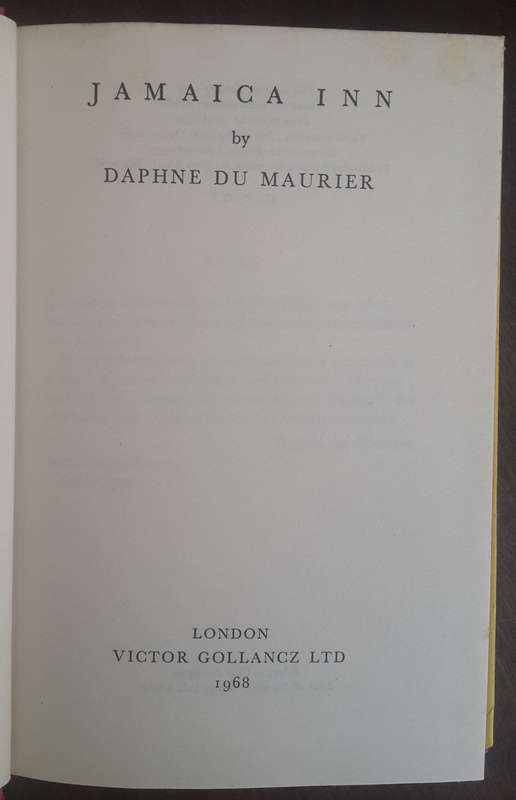 JAMAICA INN
by
DAPHNE DU MAURIER
LONDON
VICTOR GOLLANCZ LTD
1968